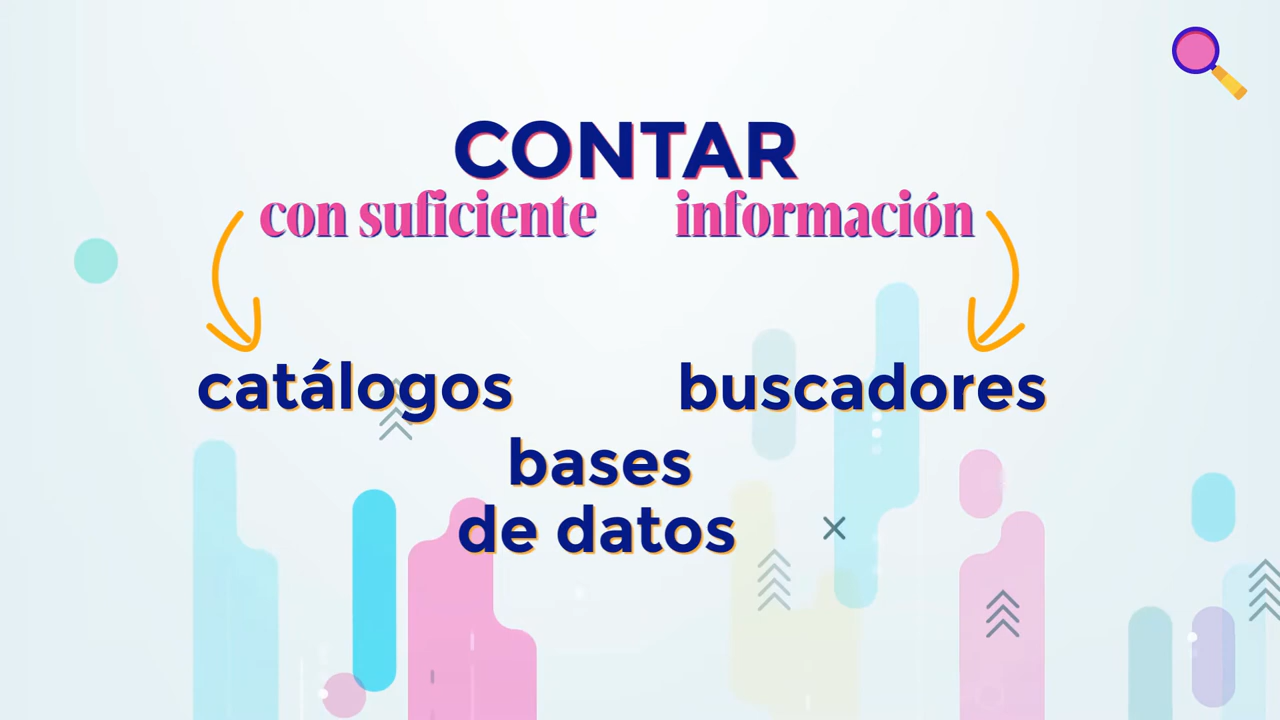 CONTAR
con suficiente información
catálogos buscadores
bases
de datos